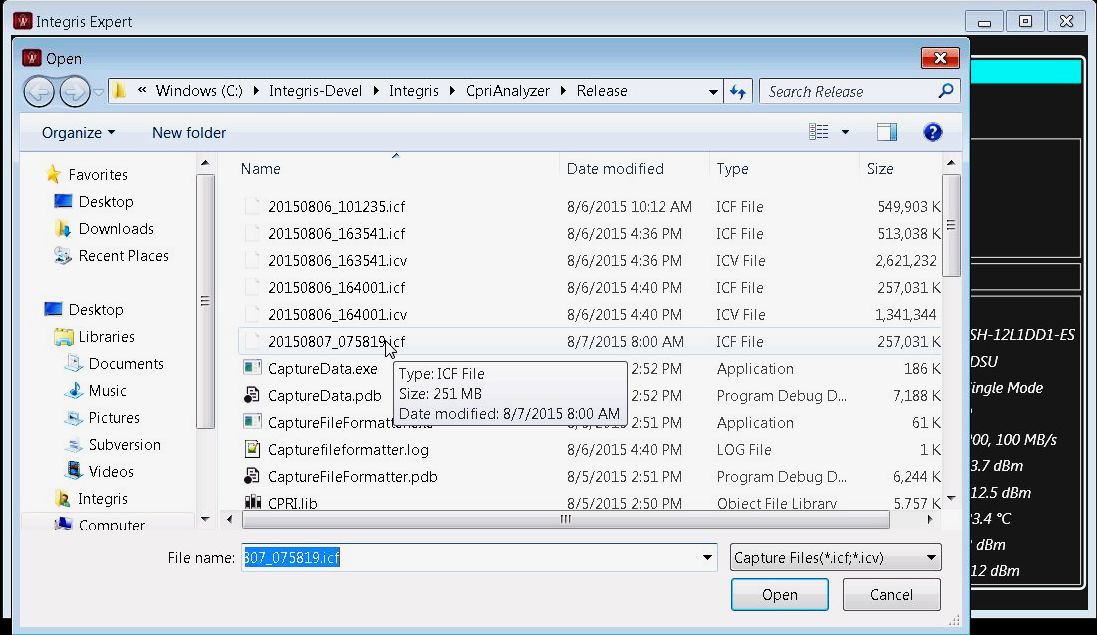 Integris Expert
Open
« Windows (C:) Integris-Devel Integris CpriAnalyzer Release Search Release
Organize New folder
Name Date modified Type Size
Favorites
Desktop
Downloads
Recent Places
Desktop
Libraries
Documents
Music
Pictures
Subversion
Videos
Integris
Computer
20150806_101235.icf 8/6/2015 10:12 AM ICF File 549,903 K
20150806_163541.icf 8/6/2015 4:36 PM ICF File 513,038 K
20150806_163541.icv 8/6/2015 4:36 PM ICV File 2,621,232
20150806_164001.icf 8/6/2015 4:40 PM ICF File 257,031 K
20150806_164001.icv 8/6/2015 4:40 PM ICV File 1,341,344
20150807_075819.icf 8/7/2015 8:00 AM ICF File 257,031 K
CaptureData.exe 2:52 PM Application 186 K
CaptureData.pdb 2:52 PM Program Debug D... 7,188 K
CaptureFileFormatter 2:51 PM Application 61 K
Capturefileformatter.log 8/6/2015 4:40 PM LOG File 1 K
CaptureFileFormatter.pdb 8/5/2015 2:51 PM Program Debug D... 6,244 K
CPRI.lib 8/5/2015 2:50 PM Object File Library 5,757 K
Type: ICF File
Size: 251 MB
Date modified: 8/7/2015 8:00 AM
File name: 807_075819.icf Capture Files(*.icf;*.icv)
Open Cancel
SH-12L1DD1-ES
DSU
ingle Mode
00, 100 MB/s
3.7 dBm
12.5 dBm
3.4 °C
dBm
12 dBm